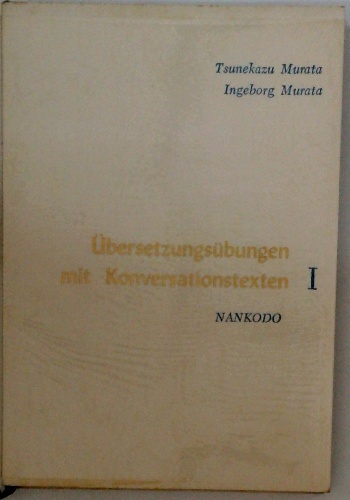 Tsunekazu Murata
Ingeborg Murata
Übersetzungsübungen
mit Konversationstexten I
NANKODO